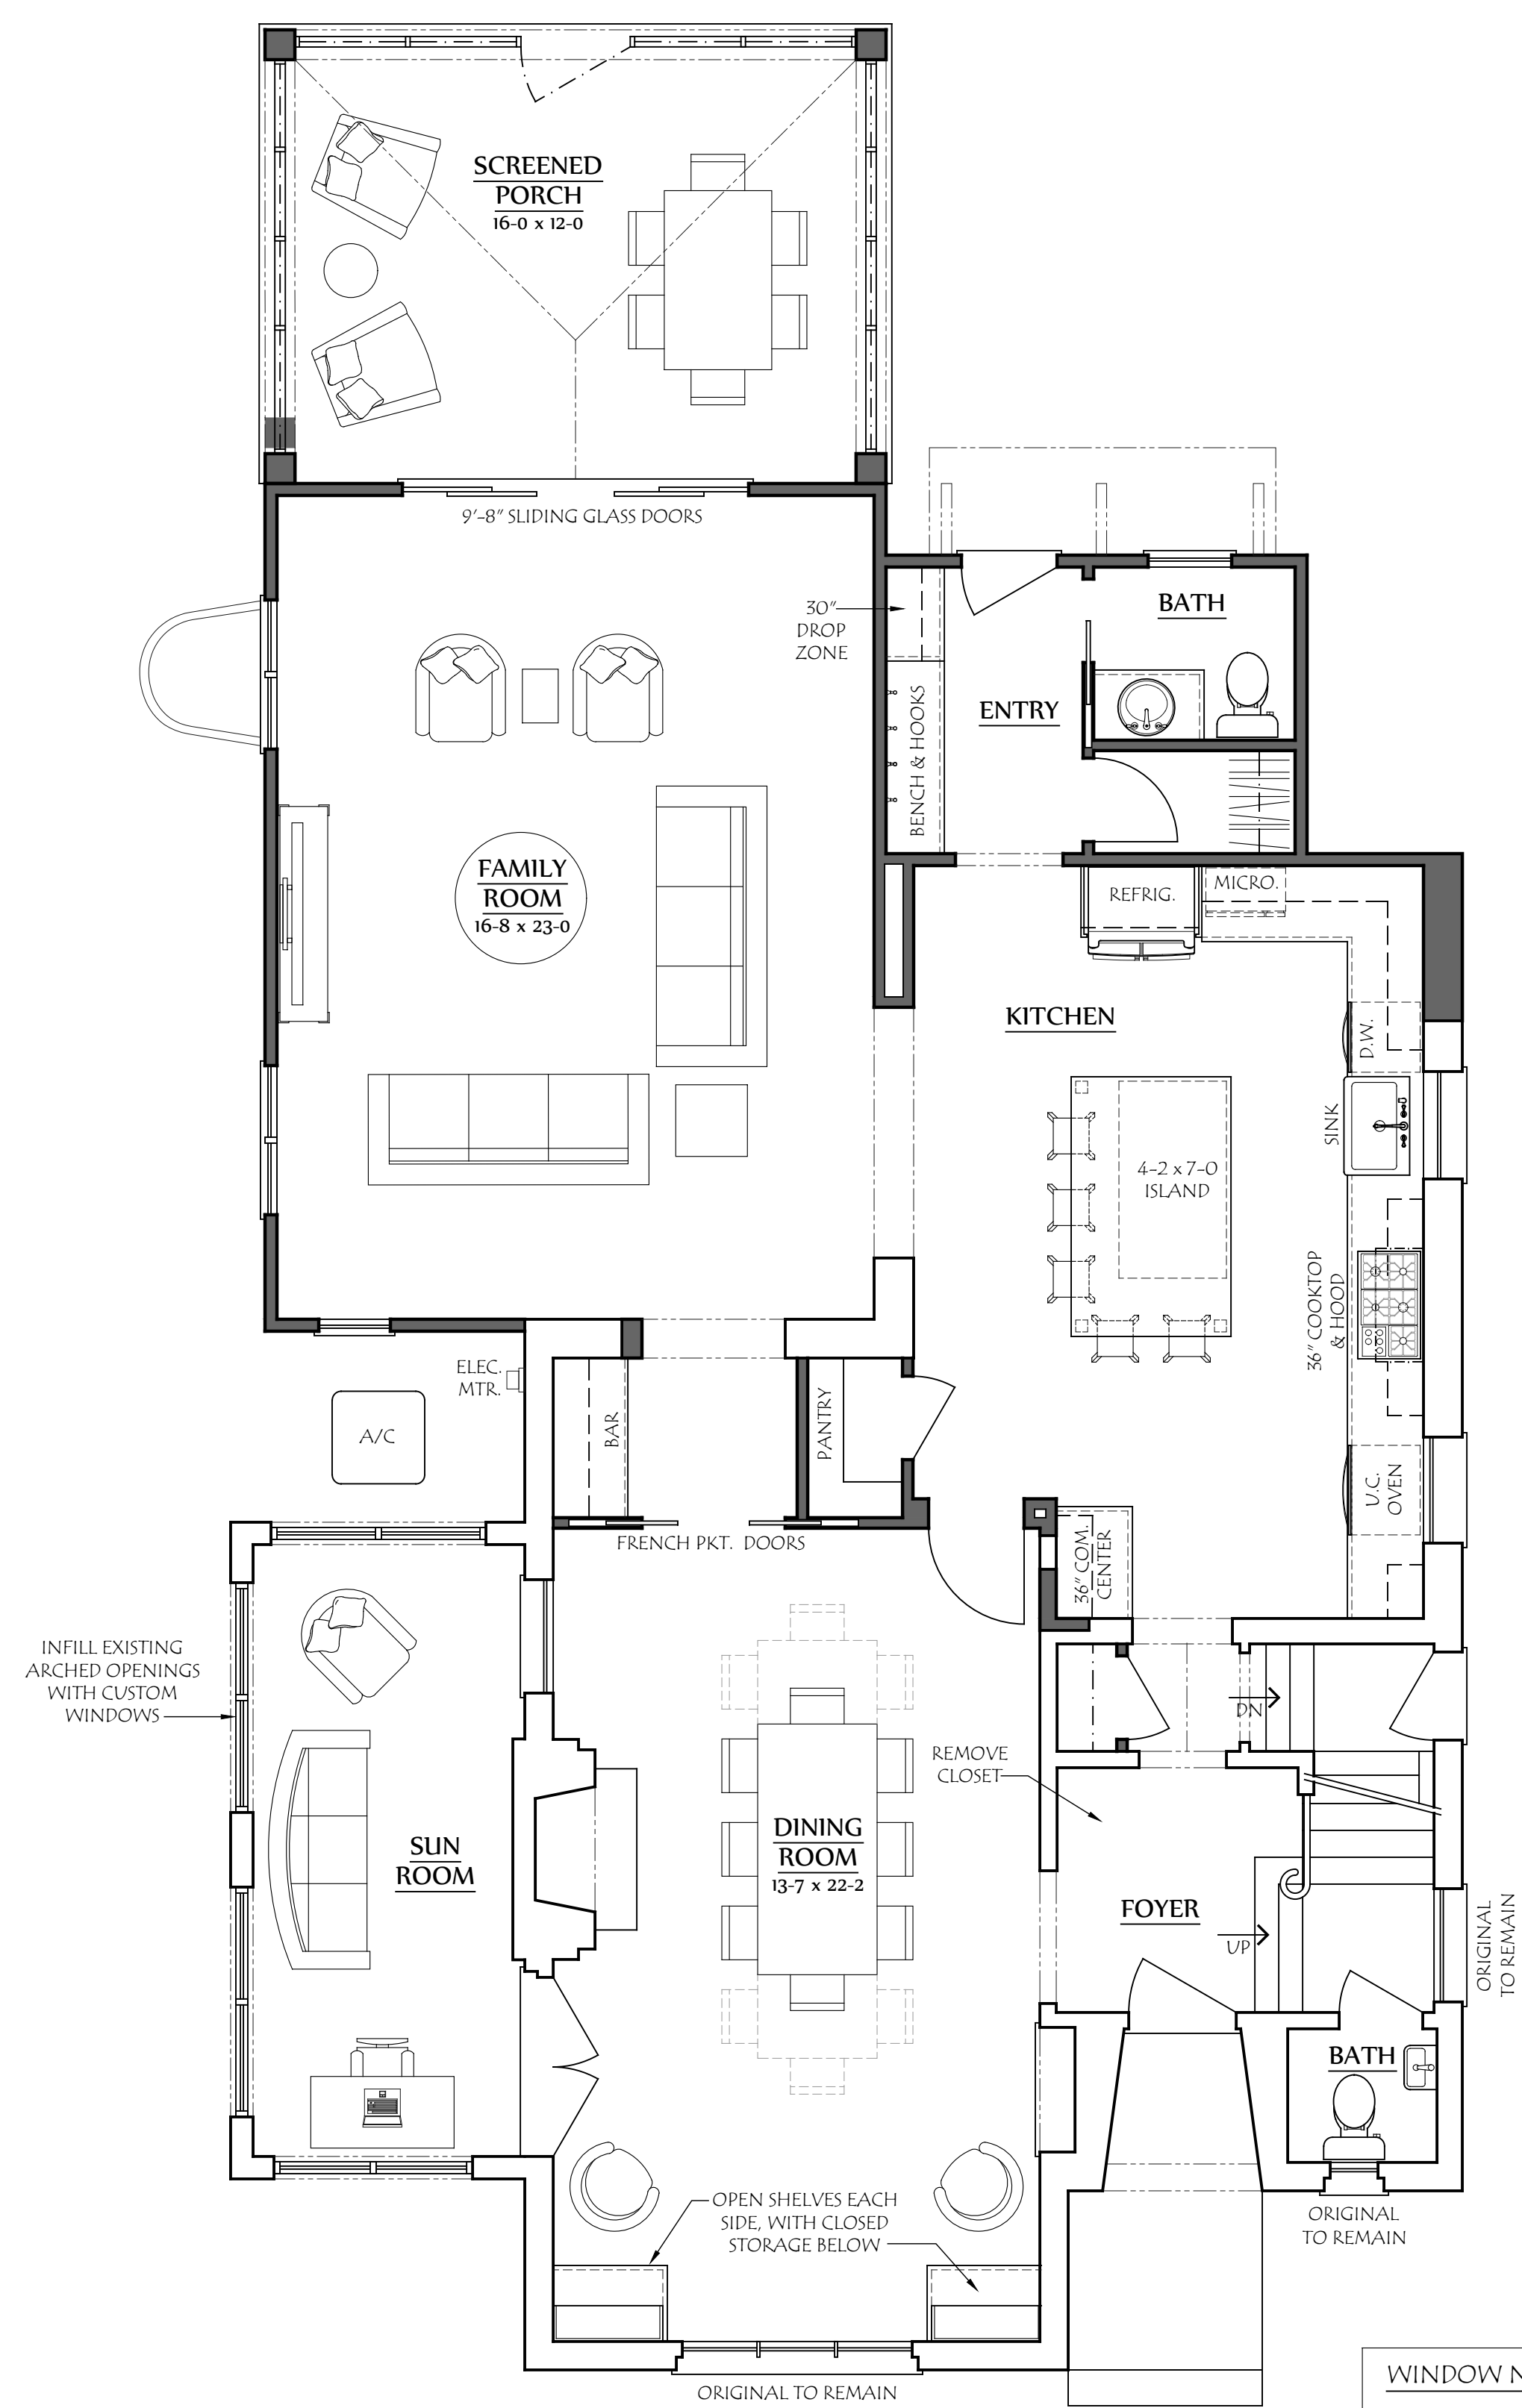 SCREENED
PORCH
16-0 x 12-0
9'-8" SLIDING GLASS DOORS
30"
DROP
ZONE
BATH
ENTRY
BENCH & HOOKS
FAMILY
ROOM
16-8 x 23-0
REFRIG.
MICRO.
KITCHEN
D.W.
SINK
4-2 x 7-0
ISLAND
36" COOKTOP
& HOOD
ELEC.
MTR.
A/C
BAR
PANTRY
U.C.
OVEN
FRENCH PKT. DOORS
36" COM.
CENTER
INFILL EXISTING
ARCHED OPENINGS
WITH CUSTOM
WINDOWS
DN
REMOVE
CLOSET
DINING
ROOM
13-7 x 22-2
SUN
ROOM
FOYER
UP
ORIGINAL
TO REMAIN
BATH
OPEN SHELVES EACH
SIDE, WITH CLOSED
STORAGE BELOW
ORIGINAL
TO REMAIN
ORIGINAL TO REMAIN
WINDOW